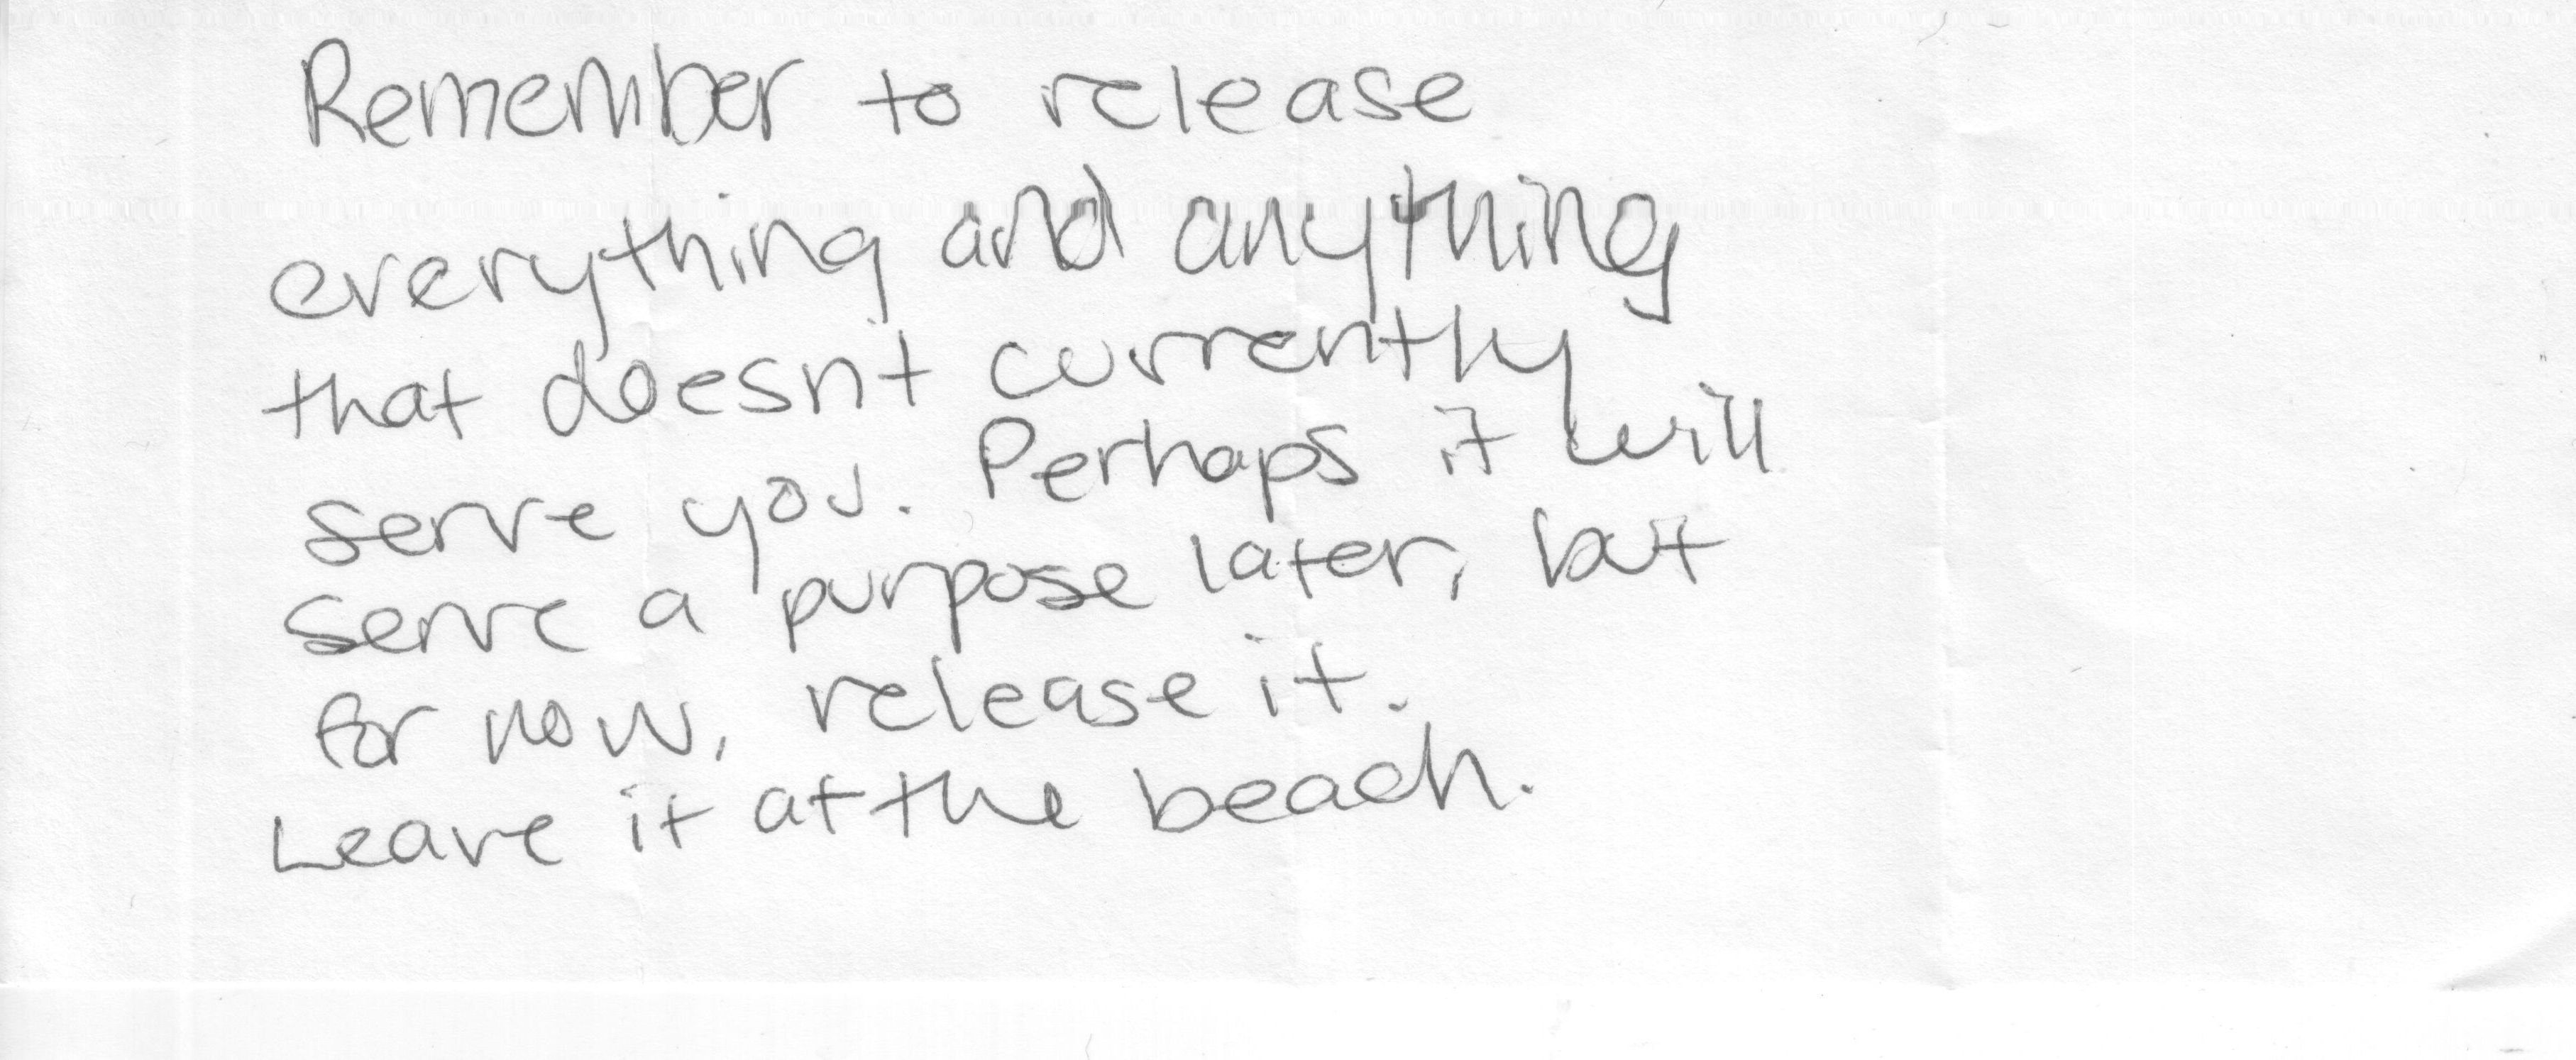 Remember to release
everything and anything
that doesn't currently
serve you. Perhaps it will
serve a purpose later, but
for now, release it.
Leave it at the beach.